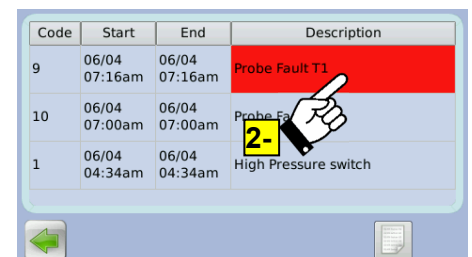 Code Start End Description
9 06/04 07:16am 06/04 07:16am Probe Fault T1
10 06/04 07:00am 06/04 07:00am Probe
2-
1 06/04 04:34am 06/04 04:34am High Pressure switch